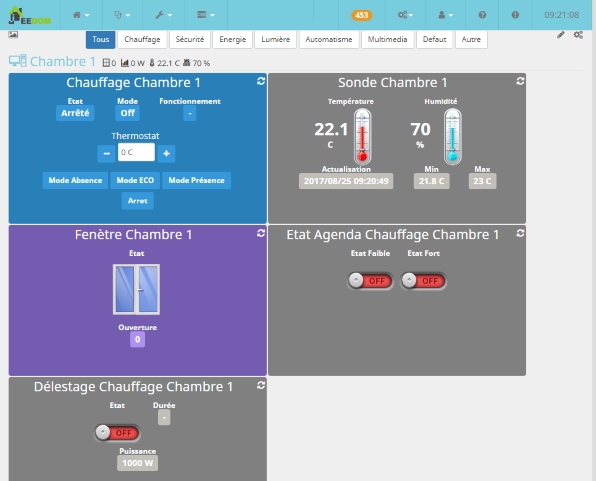 JEEDOM 453 09:21:08
Tous Chauffage Sécurité Energie Lumière Automatisme Multimedia Defaut Autre
Chambre 1 0 0 W 22.1 C 70 %
Chauffage Chambre 1
Etat Mode Fonctionnement
Arrêté Off -
Thermostat
– 0 C +
Mode Absence Mode ECO Mode Présence
Arret
Sonde Chambre 1
Température Humidité
22.1 70
C %
Actualisation Min Max
2017/08/25 09:20:49 21.8 C 23 C
Fenètre Chambre 1
Etat
Ouverture
0
Etat Agenda Chauffage Chambre 1
Etat Faible Etat Fort
OFF OFF
Délestage Chauffage Chambre 1
Etat Durée
OFF -
Puissance
1000 W